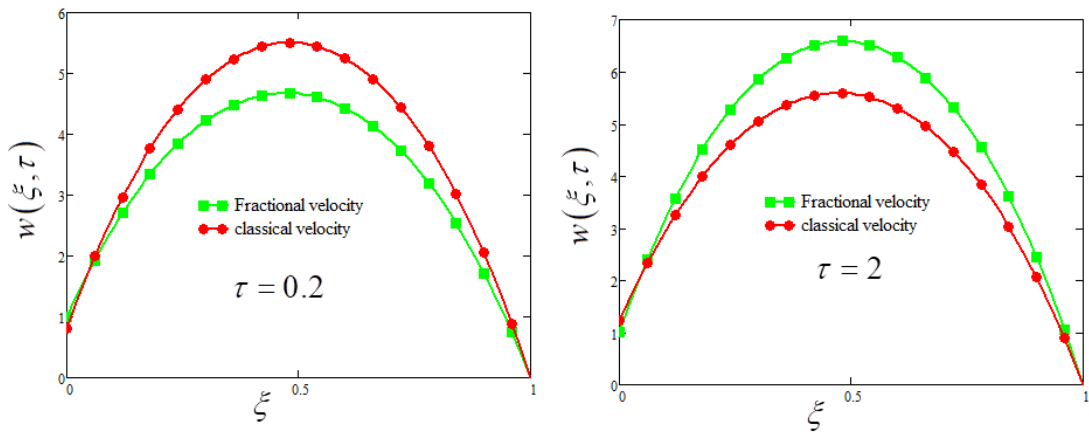 6
5
4
3
2
1
0
w(ξ,τ)
Fractional velocity
classical velocity
τ = 0.2
0
0.5
1
ξ
7
6
5
4
3
2
1
0
w(ξ,τ)
Fractional velocity
classical velocity
τ = 2
0
0.5
1
ξ